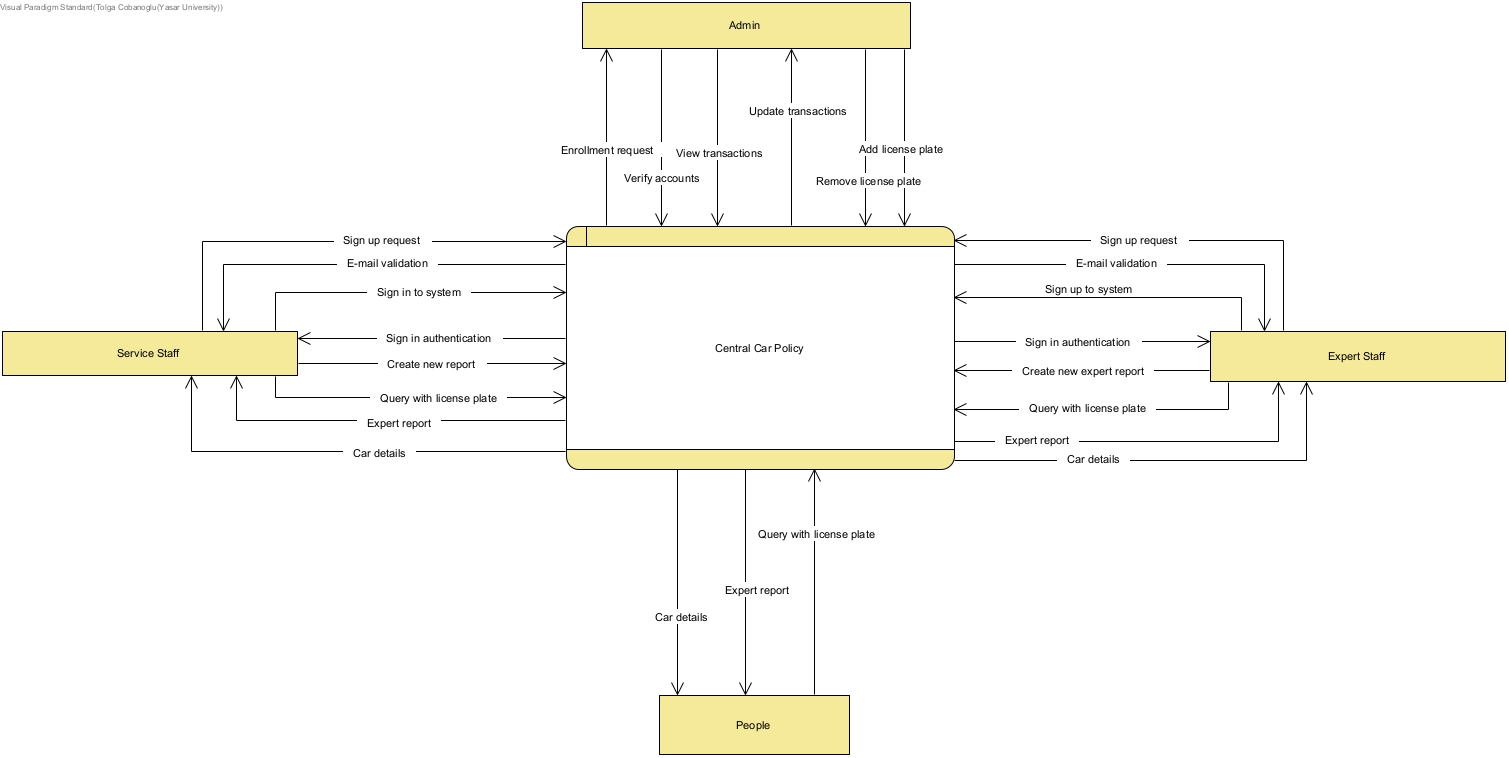 Visual Paradigm Standard(Tolga Cobanoglu(Yasar University))
Admin
Update transactions
Enrollment request
View transactions
Add license plate
Verify accounts
Remove license plate
Sign up request
E-mail validation
Sign in to system
Sign in authentication
Create new report
Query with license plate
Expert report
Car details
Service Staff
Central Car Policy
Sign up request
E-mail validation
Sign up to system
Sign in authentication
Create new expert report
Query with license plate
Expert report
Car details
Expert Staff
Query with license plate
Expert report
Car details
People